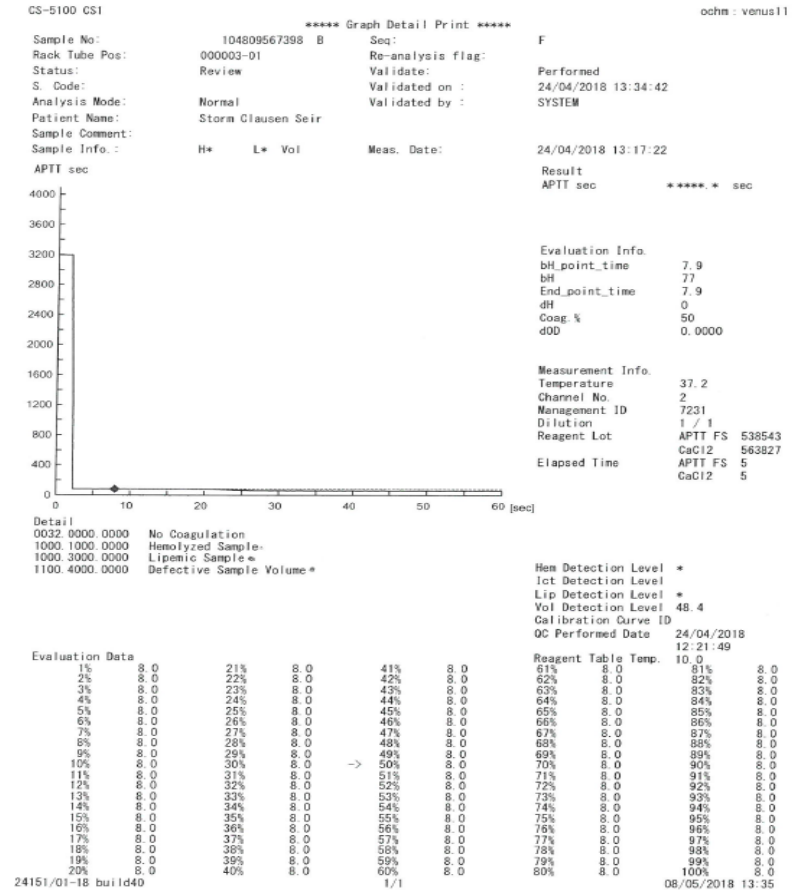 CS-5100 CS1
ochm : venus11
***** Graph Detail Print *****
Sample No: 104809567398 B Seq: F
Rack Tube Pos: 000003-01 Re-analysis flag:
Status: Review Validate: Performed
S. Code: Validated on : 24/04/2018 13:34:42
Analysis Mode: Normal Validated by : SYSTEM
Patient Name: Storm Clausen Seir
Sample Comment:
Sample Info. : H* L* Vol Meas. Date: 24/04/2018 13:17:22
APTT sec
4000
3600
3200
2800
2400
2000
1600
1200
800
400
0
0 10 20 30 40 50 60 [sec]
Result
APTT sec *****.* sec
Evaluation Info.
bH_point_time 7.9
bH 77
End_point_time 7.9
dH 0
Coag. % 50
dOD 0.0000
Measurement Info.
Temperature 37.2
Channel No. 2
Management ID 7231
Dilution 1 / 1
Reagent Lot APTT FS 538543
CaCl2 563827
Elapsed Time APTT FS 5
CaCl2 5
Detail
0032.0000.0000 No Coagulation
1000.1000.0000 Hemolyzed Sample*
1000.3000.0000 Lipemic Sample*
1100.4000.0000 Defective Sample Volume*
Hem Detection Level *
Ict Detection Level
Lip Detection Level *
Vol Detection Level 48.4
Calibration Curve ID
QC Performed Date 24/04/2018
12:21:49
Reagent Table Temp. 10.0
Evaluation Data
1% 8.0 21% 8.0 41% 8.0 61% 8.0 81% 8.0
2% 8.0 22% 8.0 42% 8.0 62% 8.0 82% 8.0
3% 8.0 23% 8.0 43% 8.0 63% 8.0 83% 8.0
4% 8.0 24% 8.0 44% 8.0 64% 8.0 84% 8.0
5% 8.0 25% 8.0 45% 8.0 65% 8.0 85% 8.0
6% 8.0 26% 8.0 46% 8.0 66% 8.0 86% 8.0
7% 8.0 27% 8.0 47% 8.0 67% 8.0 87% 8.0
8% 8.0 28% 8.0 48% 8.0 68% 8.0 88% 8.0
9% 8.0 29% 8.0 49% 8.0 69% 8.0 89% 8.0
10% 8.0 30% 8.0 -> 50% 8.0 70% 8.0 90% 8.0
11% 8.0 31% 8.0 51% 8.0 71% 8.0 91% 8.0
12% 8.0 32% 8.0 52% 8.0 72% 8.0 92% 8.0
13% 8.0 33% 8.0 53% 8.0 73% 8.0 93% 8.0
14% 8.0 34% 8.0 54% 8.0 74% 8.0 94% 8.0
15% 8.0 35% 8.0 55% 8.0 75% 8.0 95% 8.0
16% 8.0 36% 8.0 56% 8.0 76% 8.0 96% 8.0
17% 8.0 37% 8.0 57% 8.0 77% 8.0 97% 8.0
18% 8.0 38% 8.0 58% 8.0 78% 8.0 98% 8.0
19% 8.0 39% 8.0 59% 8.0 79% 8.0 99% 8.0
20% 8.0 40% 8.0 60% 8.0 80% 8.0 100% 8.0
24151/01-18 build40
1/1
08/05/2018 13:35